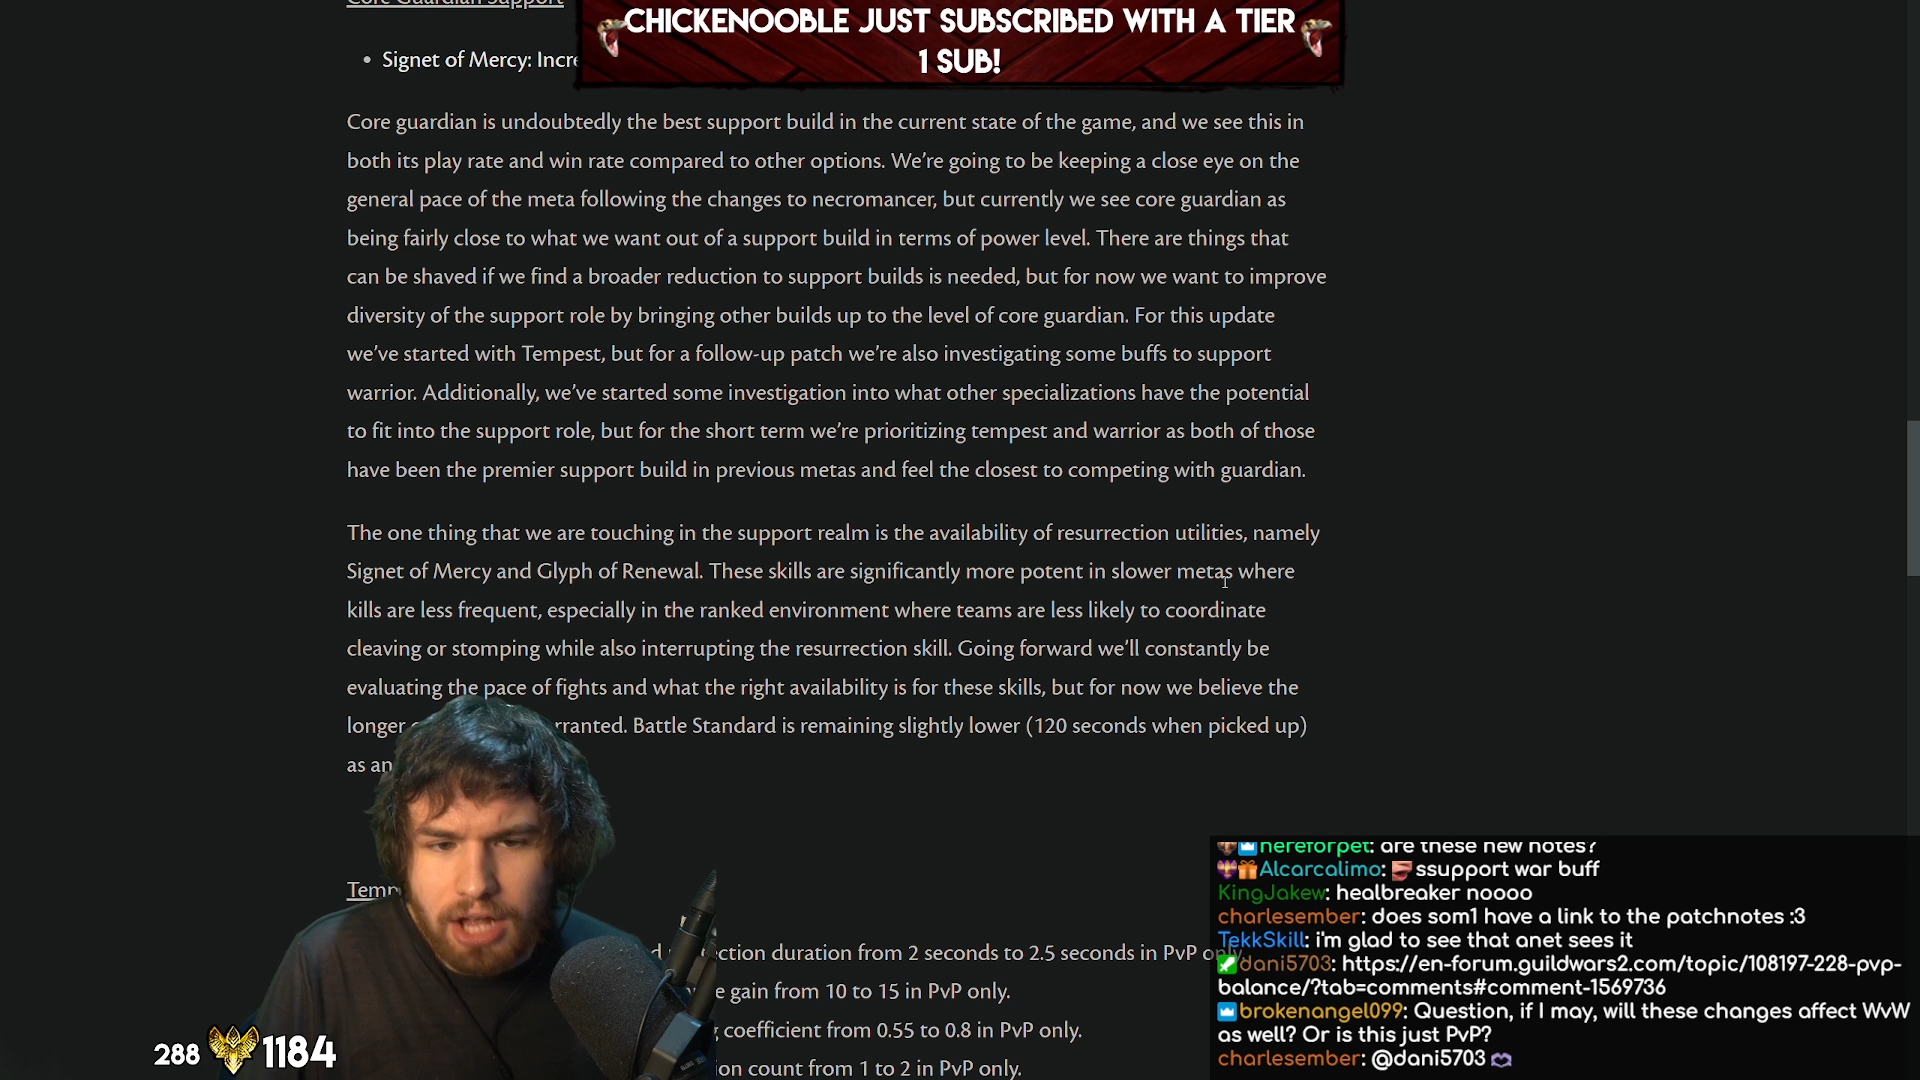 Core Guardian Support
CHICKENOOBLE JUST SUBSCRIBED WITH A TIER
1 SUB!
• Signet of Mercy: Incre
Core guardian is undoubtedly the best support build in the current state of the game, and we see this in
both its play rate and win rate compared to other options. We’re going to be keeping a close eye on the
general pace of the meta following the changes to necromancer, but currently we see core guardian as
being fairly close to what we want out of a support build in terms of power level. There are things that
can be shaved if we find a broader reduction to support builds is needed, but for now we want to improve
diversity of the support role by bringing other builds up to the level of core guardian. For this update
we’ve started with Tempest, but for a follow-up patch we’re also investigating some buffs to support
warrior. Additionally, we’ve started some investigation into what other specializations have the potential
to fit into the support role, but for the short term we’re prioritizing tempest and warrior as both of those
have been the premier support build in previous metas and feel the closest to competing with guardian.
The one thing that we are touching in the support realm is the availability of resurrection utilities, namely
Signet of Mercy and Glyph of Renewal. These skills are significantly more potent in slower metas where
kills are less frequent, especially in the ranked environment where teams are less likely to coordinate
cleaving or stomping while also interrupting the resurrection skill. Going forward we’ll constantly be
evaluating the pace of fights and what the right availability is for these skills, but for now we believe the
longer rranted. Battle Standard is remaining slightly lower (120 seconds when picked up)
as an
Temp
ction duration from 2 seconds to 2.5 seconds in PvP only
e gain from 10 to 15 in PvP only.
coefficient from 0.55 to 0.8 in PvP only.
ion count from 1 to 2 in PvP only.
288 1184
hereforpet: are these new notes?
Alcarcalimo: ssupport war buff
KingJakew: healbreaker noooo
charlesember: does som1 have a link to the patchnotes :3
TekkSkill: i'm glad to see that anet sees it
dani5703: https://en-forum.guildwars2.com/topic/108197-228-pvp-
balance/?tab=comments#comment-1569736
brokenangel099: Question, if I may, will these changes affect WvW
as well? Or is this just PvP?
charlesember: @dani5703